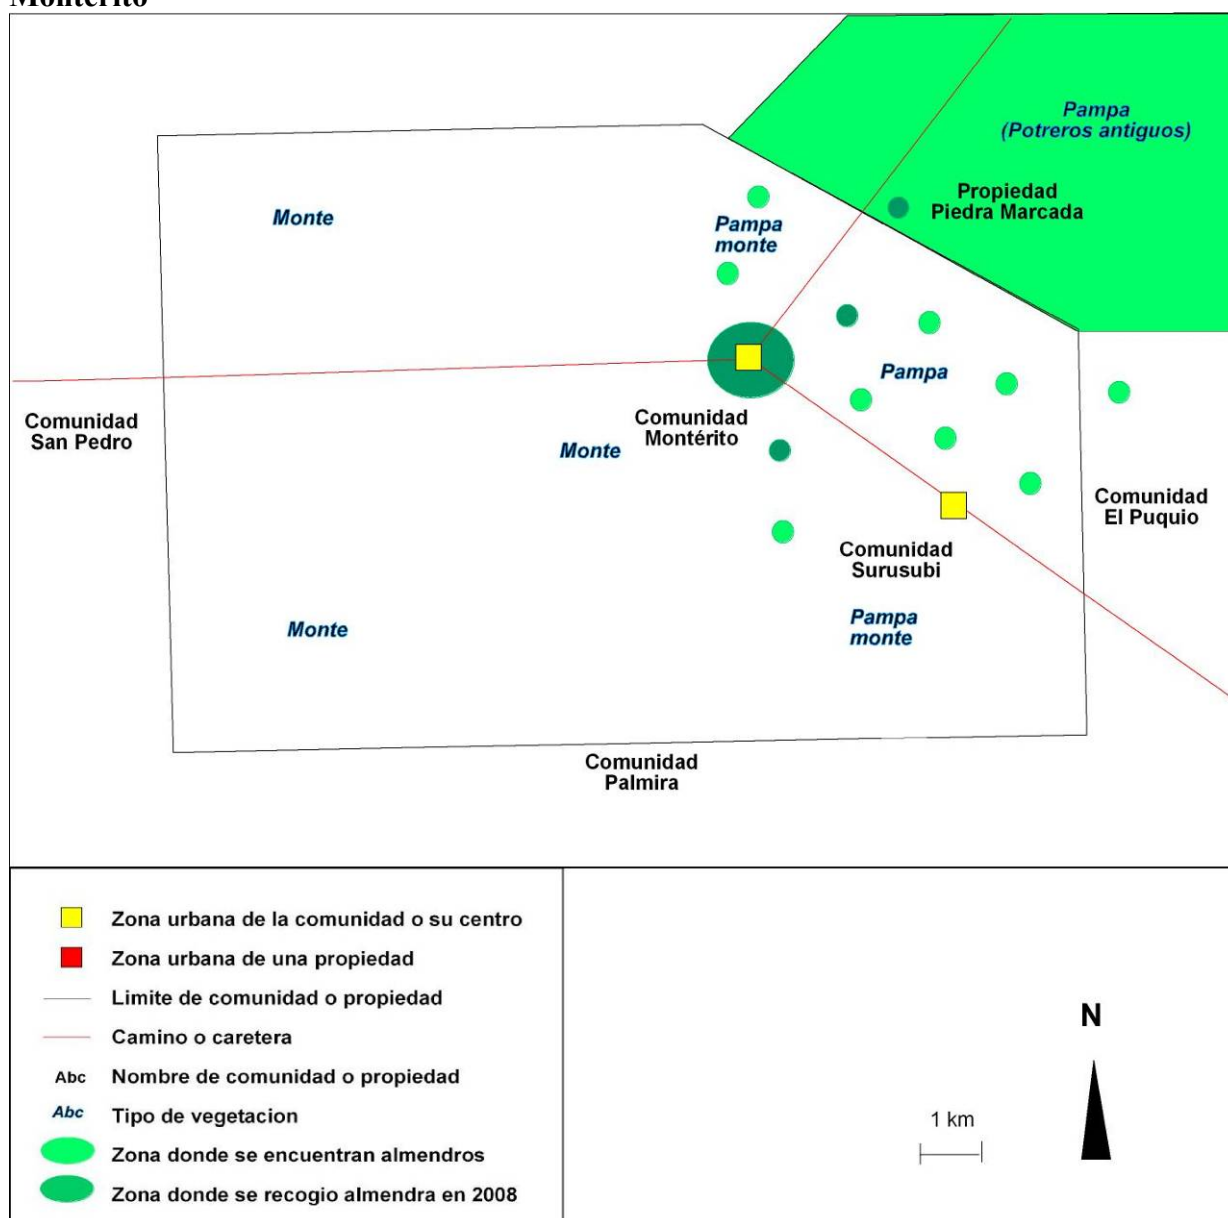 Montérito
Pampa
(Potreros antiguos)
Propiedad
Piedra Marcada
Monte
Pampa
monte
Pampa
Comunidad
San Pedro
Comunidad
Montérito
Monte
Comunidad
El Puquio
Comunidad
Surusubi
Monte
Pampa
monte
Comunidad
Palmira
Zona urbana de la comunidad o su centro
Zona urbana de una propiedad
Limite de comunidad o propiedad
Camino o caretera
Abc Nombre de comunidad o propiedad
Abc Tipo de vegetacion
Zona donde se encuentran almendros
Zona donde se recogio almendra en 2008
N
1 km